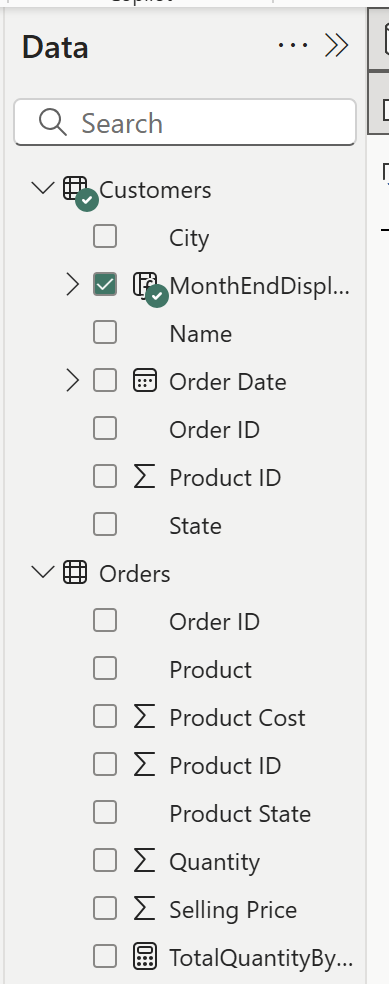 Data
Search
Customers
City
MonthEndDispl...
Name
Order Date
Order ID
Product ID
State
Orders
Order ID
Product
Product Cost
Product ID
Product State
Quantity
Selling Price
TotalQuantityBy...